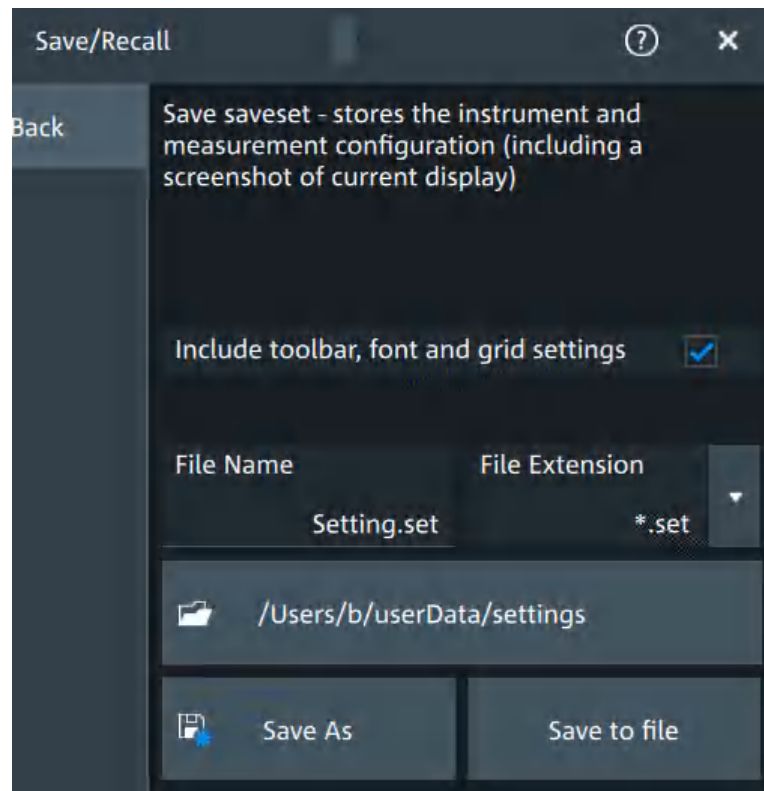 Save/Recall
Back
Save saveset - stores the instrument and
measurement configuration (including a
screenshot of current display)
Include toolbar, font and grid settings
File Name
File Extension
Setting.set
*.set
/Users/b/userData/settings
Save As
Save to file